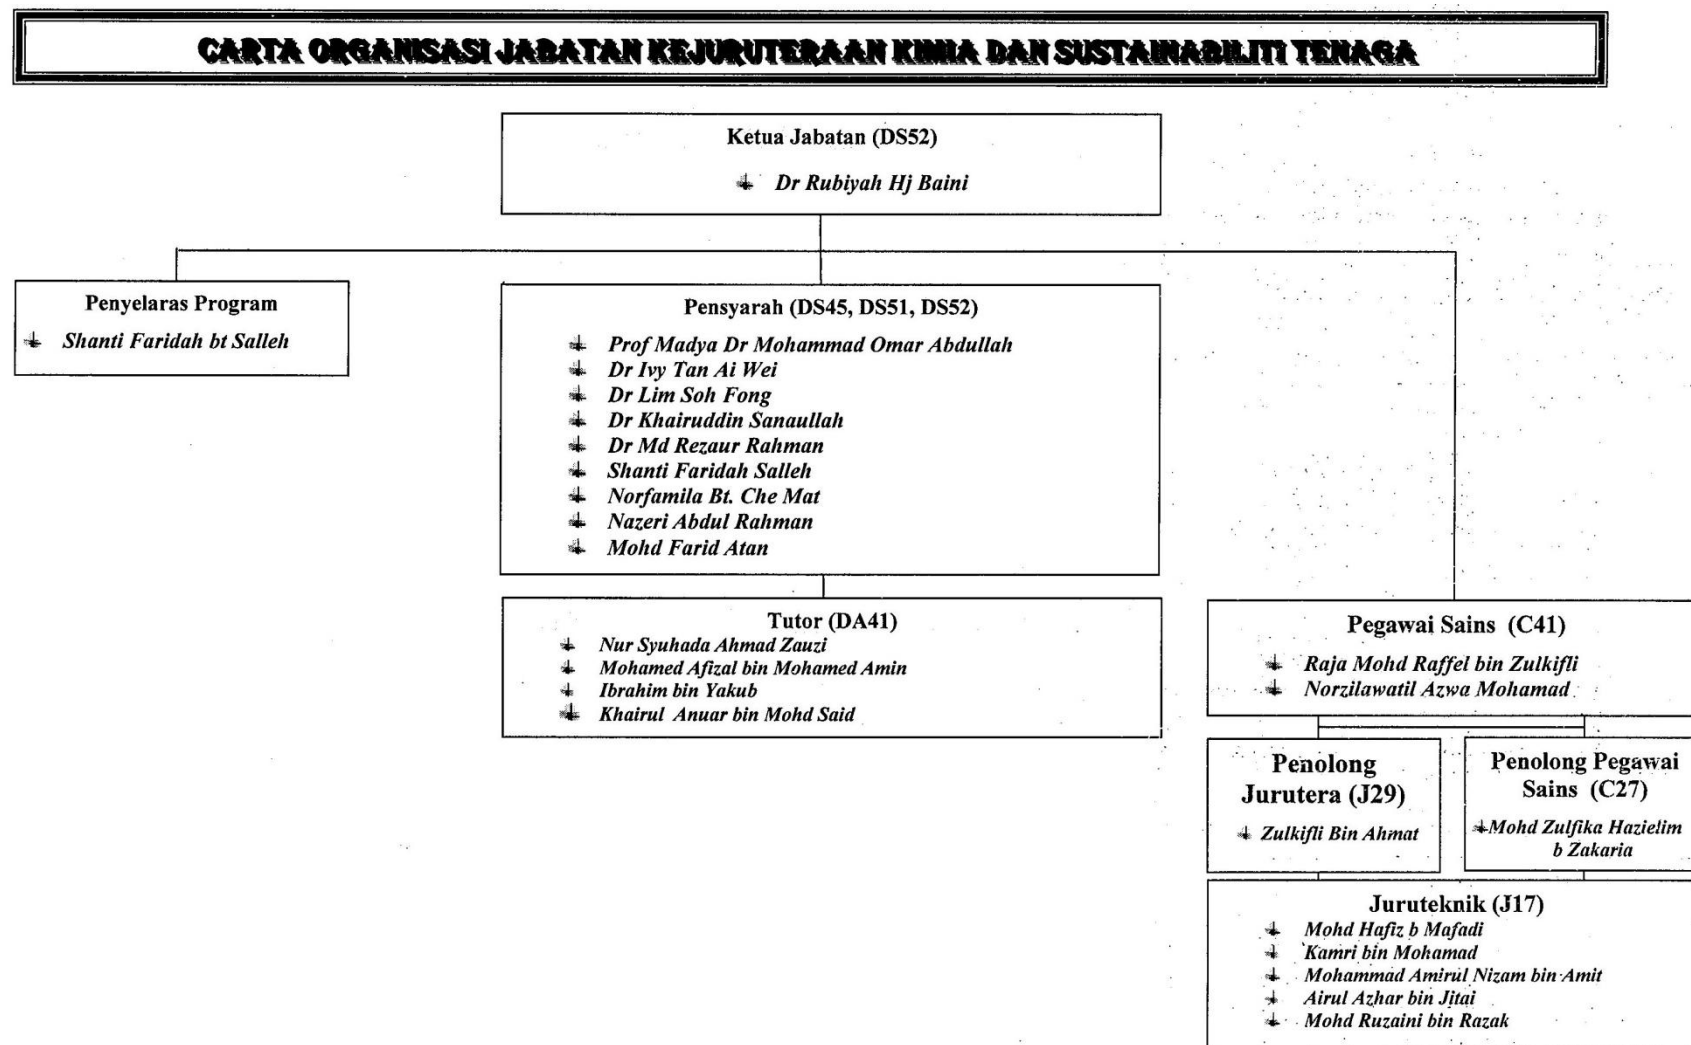 CARTA ORGANISASI JABATAN KEJURUTERAAN KIMIA DAN SUSTAINABILITI TENAGA
Ketua Jabatan (DS52)
Dr Rubiyah Hj Baini
Penyelaras Program
Shanti Faridah bt Salleh
Pensyarah (DS45, DS51, DS52)
Prof Madya Dr Mohammad Omar Abdullah
Dr Ivy Tan Ai Wei
Dr Lim Soh Fong
Dr Khairuddin Sanaullah
Dr Md Rezaur Rahman
Shanti Faridah Salleh
Norfamila Bt. Che Mat
Nazeri Abdul Rahman
Mohd Farid Atan
Tutor (DA41)
Nur Syuhada Ahmad Zauzi
Mohamed Afizal bin Mohamed Amin
Ibrahim bin Yakub
Khairul Anuar bin Mohd Said
Pegawai Sains (C41)
Raja Mohd Raffel bin Zulkifli
Norzilawatil Azwa Mohamad
Penolong
Jurutera (J29)
Zulkifli Bin Ahmat
Penolong Pegawai
Sains (C27)
Mohd Zulfika Hazielim
b Zakaria
Juruteknik (J17)
Mohd Hafiz b Mafadi
Kamri bin Mohamad
Mohammad Amirul Nizam bin Amit
Airul Azhar bin Jitai
Mohd Ruzaini bin Razak